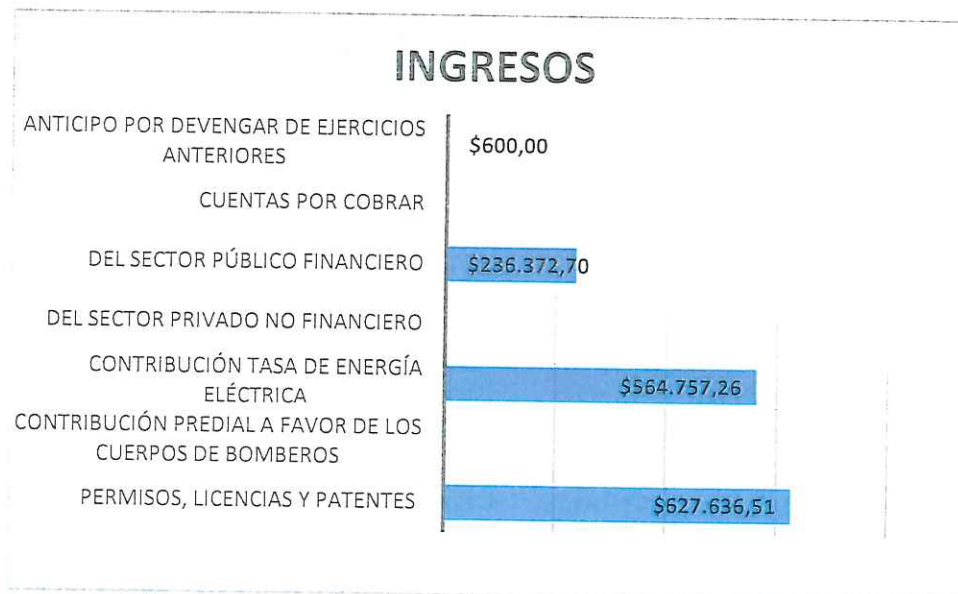 INGRESOS
ANTICIPO POR DEVENGAR DE EJERCICIOS
ANTERIORES
$600,00
CUENTAS POR COBRAR
DEL SECTOR PÚBLICO FINANCIERO
$236.372,70
DEL SECTOR PRIVADO NO FINANCIERO
CONTRIBUCIÓN TASA DE ENERGÍA
ELÉCTRICA
$564.757,26
CONTRIBUCIÓN PREDIAL A FAVOR DE LOS
CUERPOS DE BOMBEROS
PERMISOS, LICENCIAS Y PATENTES
$627.636,51